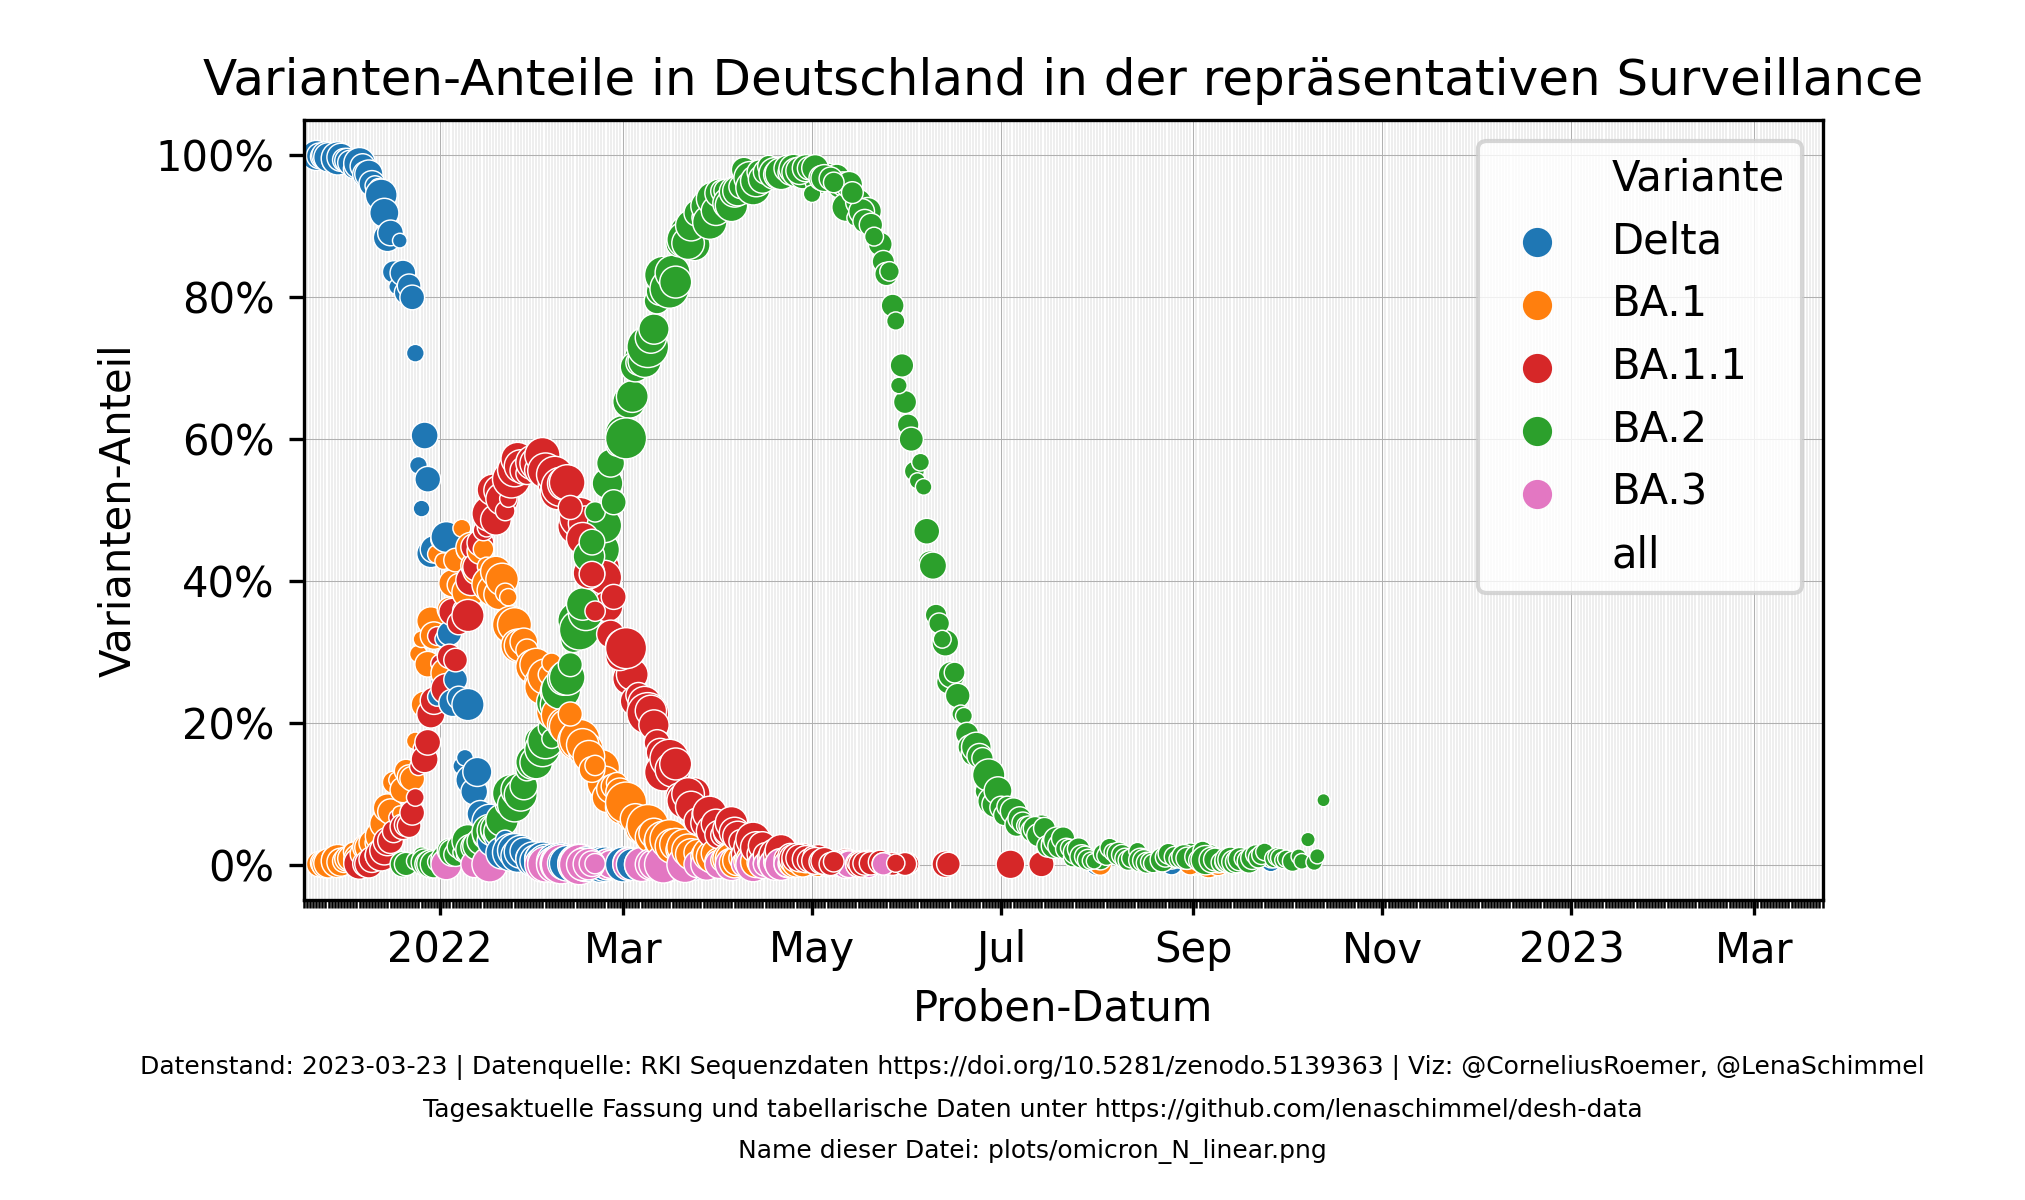 Varianten-Anteile in Deutschland in der repräsentativen Surveillance
100%
80%
60%
40%
20%
0%
Varianten-Anteil
Variante
Delta
BA.1
BA.1.1
BA.2
BA.3
all
2022 Mar May Jul Sep Nov 2023 Mar
Proben-Datum
Datenstand: 2023-03-23 | Datenquelle: RKI Sequenzdaten https://doi.org/10.5281/zenodo.5139363 | Viz: @CorneliusRoemer, @LenaSchimmel
Tagesaktuelle Fassung und tabellarische Daten unter https://github.com/lenaschimmel/desh-data
Name dieser Datei: plots/omicron_N_linear.png